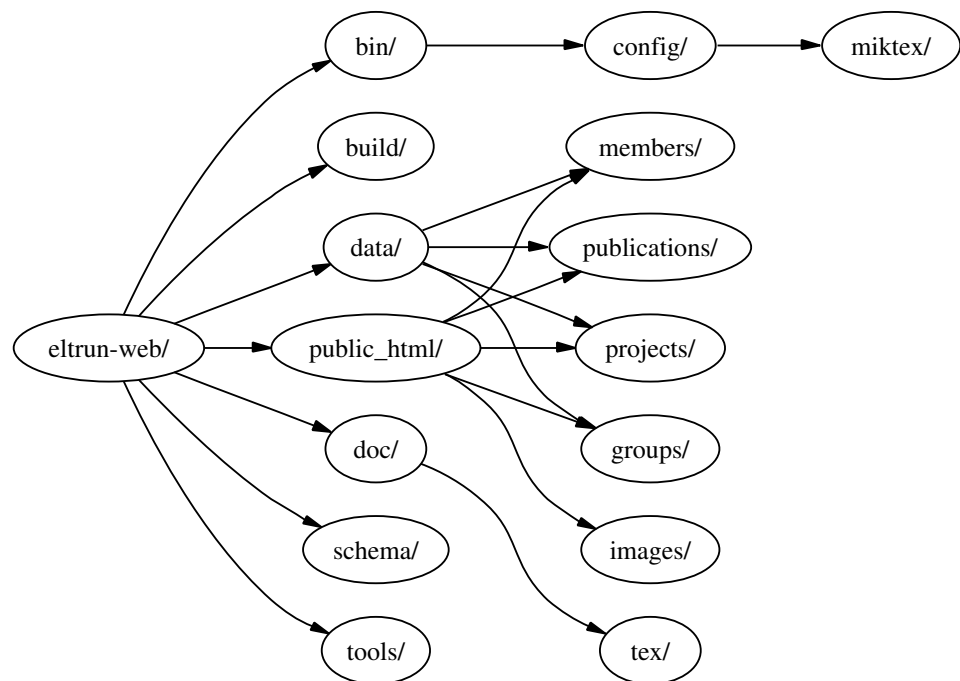 bin/
config/
miktex/
build/
members/
data/
publications/
eltrun-web/
public_html/
projects/
doc/
groups/
schema/
images/
tools/
tex/